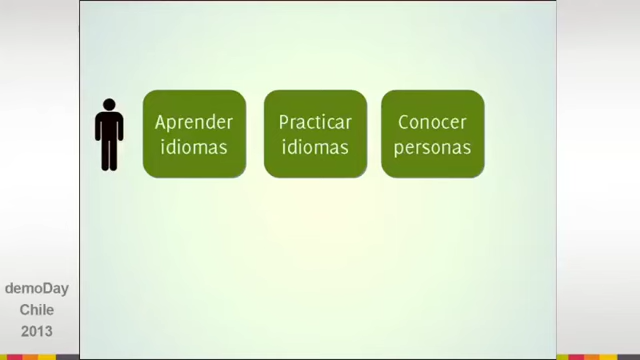 Aprender
idiomas
Practicar
idiomas
Conocer
personas
demoDay
Chile
2013